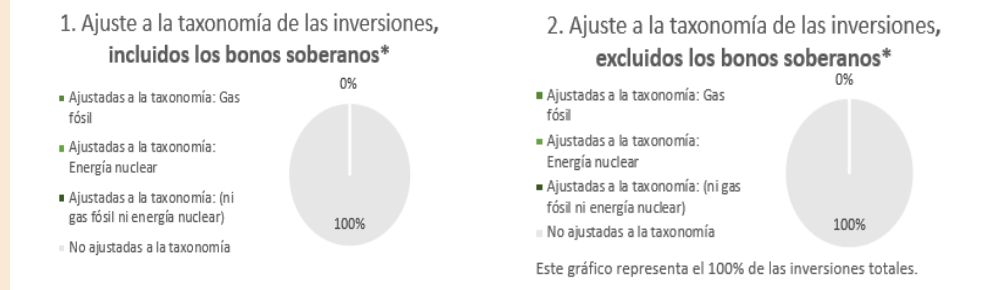 1. Ajuste a la taxonomía de las inversiones,
incluidos los bonos soberanos*
0%
Ajustadas a la taxonomía: Gas
fósil
Ajustadas a la taxonomía:
Energía nuclear
Ajustadas a la taxonomía: (ni
gas fósil ni energía nuclear)
No ajustadas a la taxonomía
100%
2. Ajuste a la taxonomía de las inversiones,
excluidos los bonos soberanos*
0%
Ajustadas a la taxonomía: Gas
fósil
Ajustadas a la taxonomía:
Energía nuclear
Ajustadas a la taxonomía: (ni gas
fósil ni energía nuclear)
No ajustadas a la taxonomía
100%
Este gráfico representa el 100% de las inversiones totales.